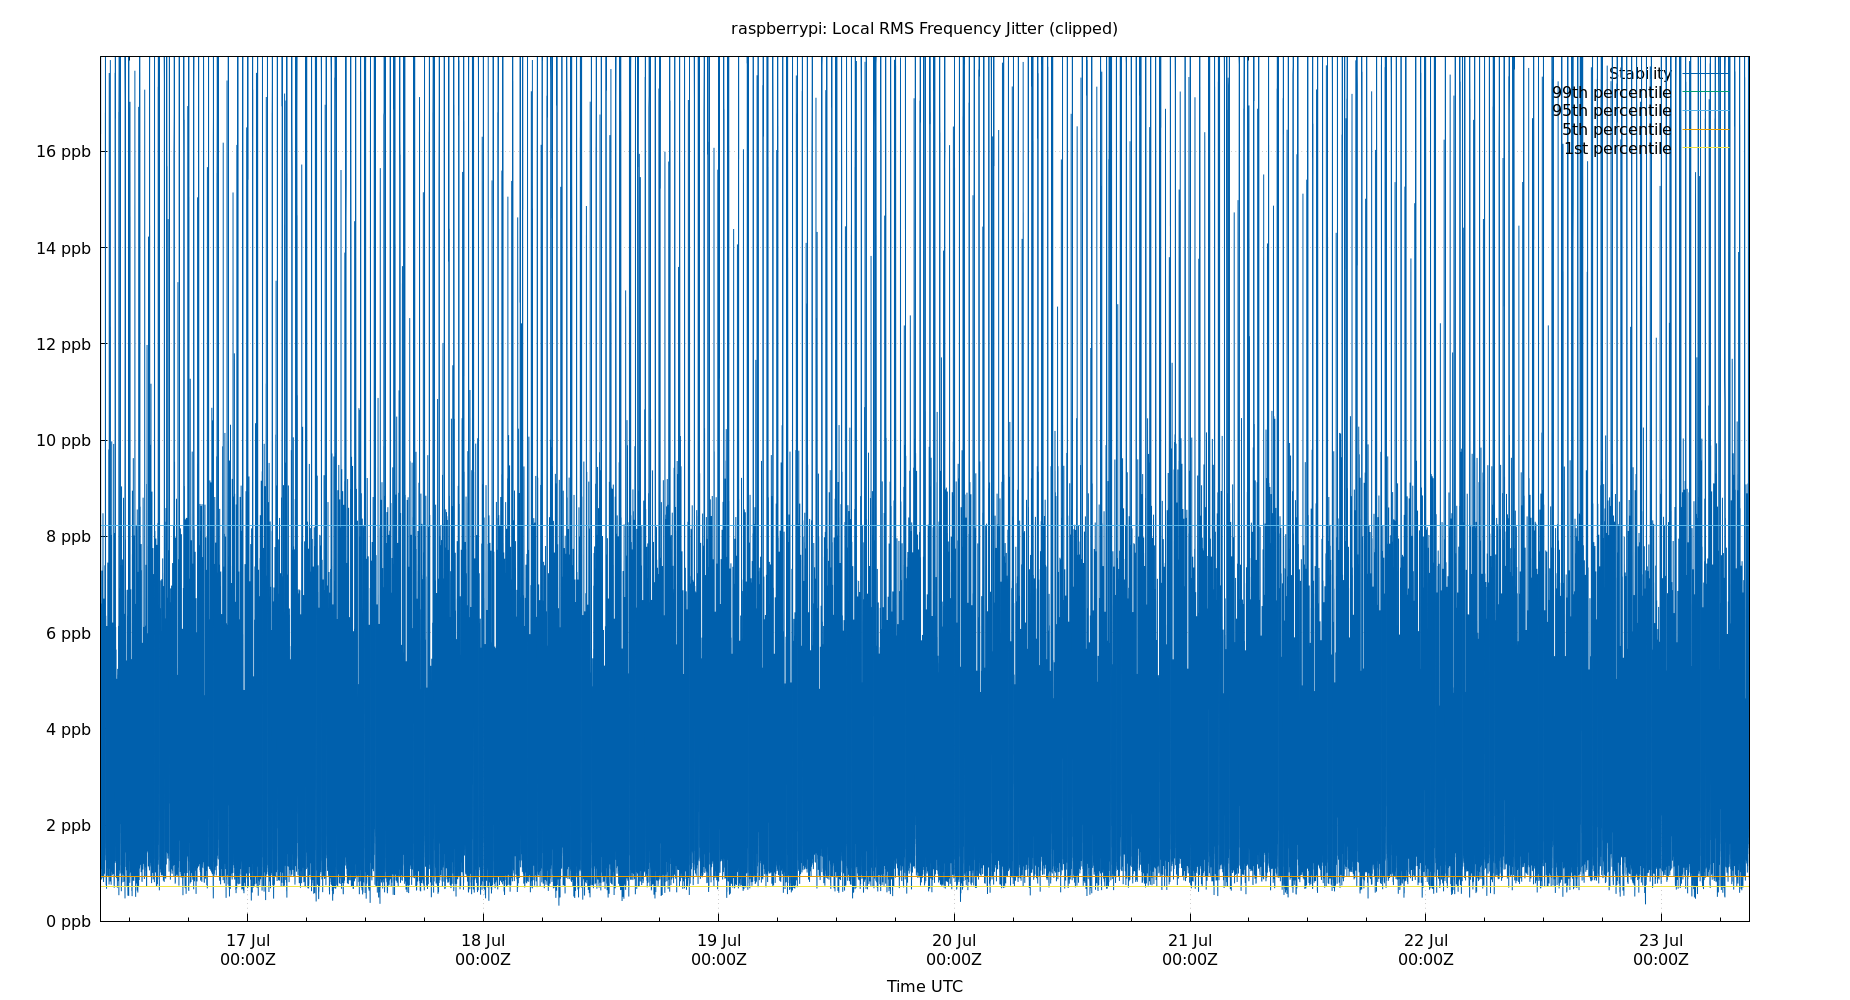 raspberrypi: Local RMS Frequency Jitter (clipped)
Stability
99th percentile
95th percentile
5th percentile
1st percentile
16 ppb
14 ppb
12 ppb
10 ppb
8 ppb
6 ppb
4 ppb
2 ppb
0 ppb
17 Jul 18 Jul 19 Jul 20 Jul 21 Jul 22 Jul 23 Jul
00:00Z 00:00Z 00:00Z 00:00Z 00:00Z 00:00Z 00:00Z
Time UTC